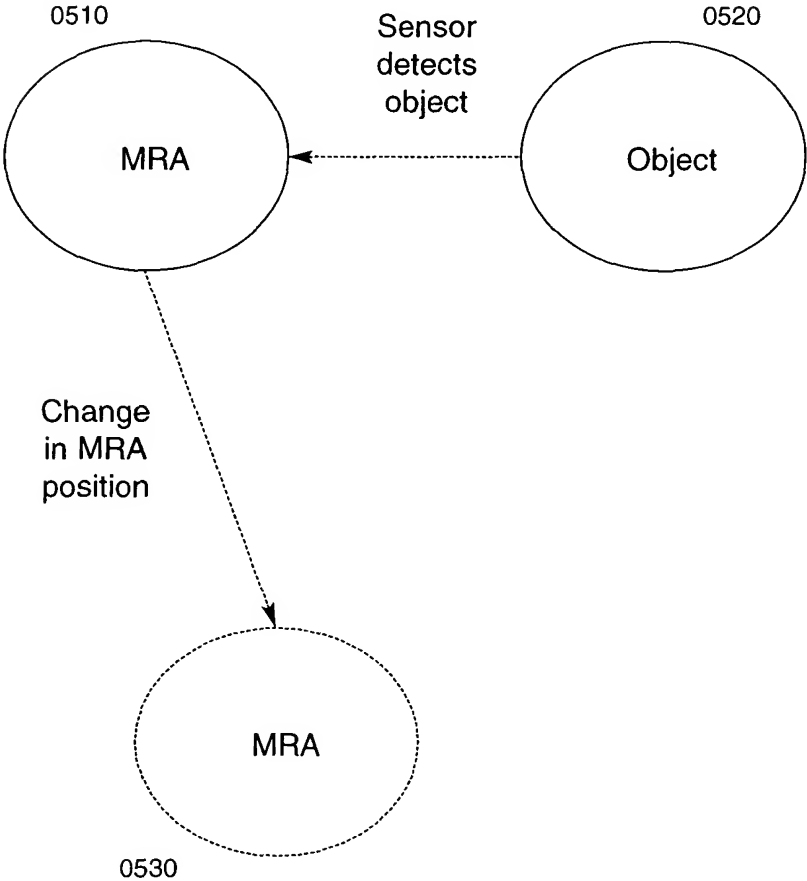 0510
Sensor
detects
object
0520
MRA
Object
Change
in MRA
position
MRA
0530